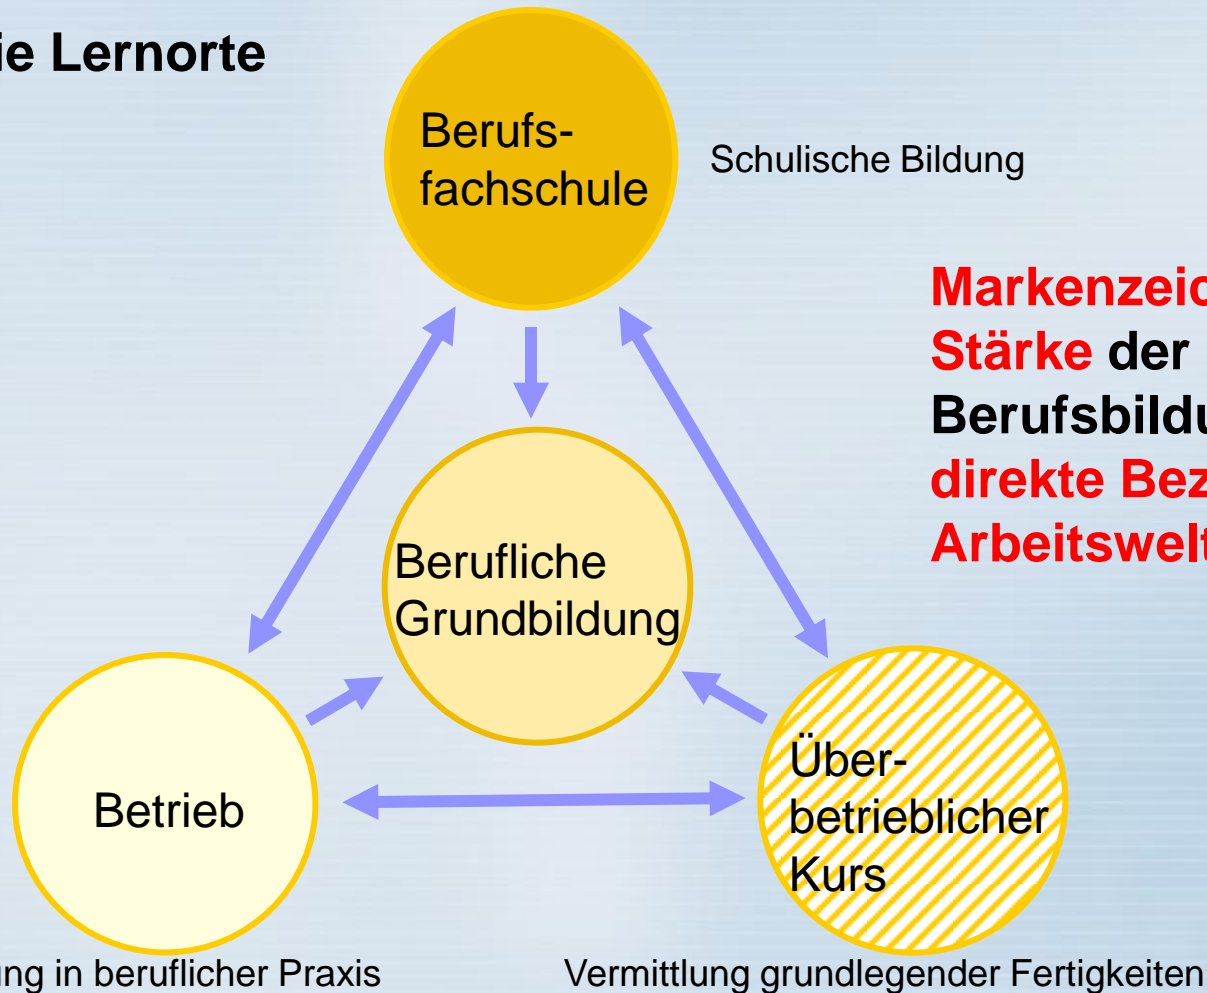 ie Lernorte
Berufs-
fachschule
Schulische Bildung
Markenzeic
Stärke der
Berufsbildu
direkte Bez
Arbeitswelt
Berufliche
Grundbildung
Betrieb
Über-
betrieblicher
Kurs
ung in beruflicher Praxis
Vermittlung grundlegender Fertigkeiten